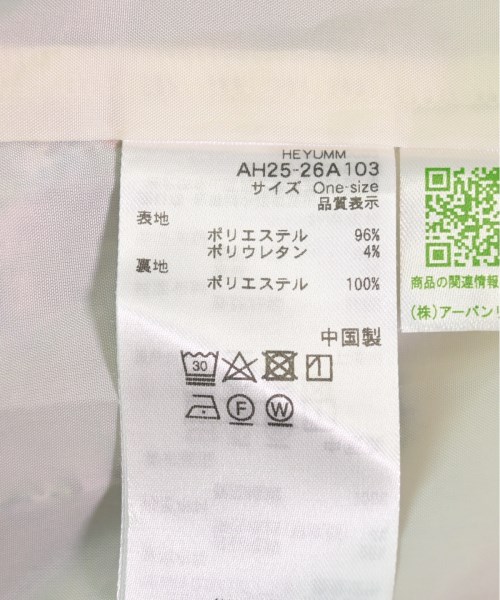 HEYUMM
AH25-26A103
サイズ One-size
品質表示
表地
ポリエステル 96%
ポリウレタン 4%
裏地
ポリエステル 100%
中国製
30
F W
商品の関連情報
(株)アーバンリ